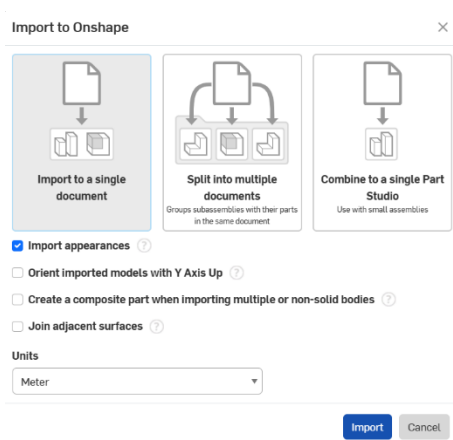 Import to Onshape
Import to a single
document
Split into multiple
documents
Groups subassemblies with their parts
in the same document
Combine to a single Part
Studio
Use with small assemblies
Import appearances ?
Orient imported models with Y Axis Up ?
Create a composite part when importing multiple or non-solid bodies ?
Join adjacent surfaces ?
Units
Meter
Import Cancel